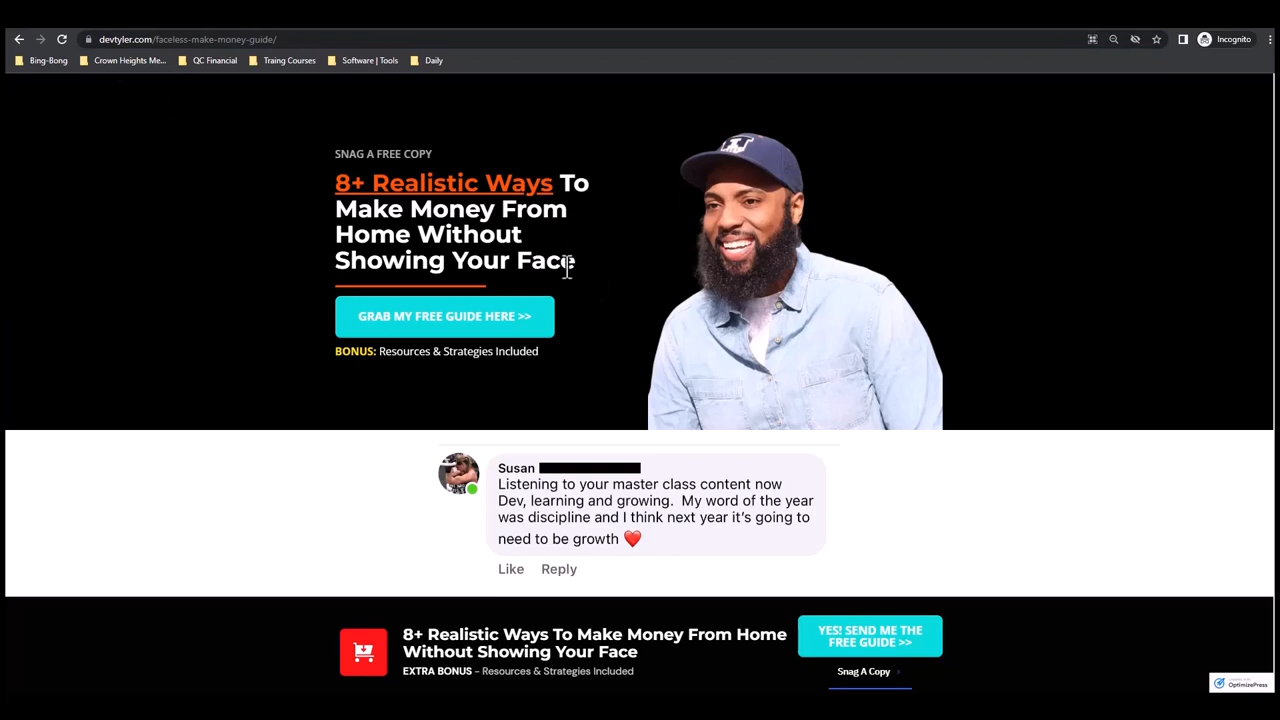 devtyler.com/faceless-make-money-guide/
Incognito
Bing-Bong
Crown Heights Me...
QC Financial
Traing Courses
Software | Tools
Daily
SNAG A FREE COPY
8+ Realistic Ways To
Make Money From
Home Without
Showing Your Face
GRAB MY FREE GUIDE HERE >>
BONUS: Resources & Strategies Included
Susan
Listening to your master class content now
Dev, learning and growing. My word of the year
was discipline and I think next year it's going to
need to be growth ❤️
Like Reply
8+ Realistic Ways To Make Money From Home
Without Showing Your Face
EXTRA BONUS – Resources & Strategies Included
YES! SEND ME THE
FREE GUIDE >>
Snag A Copy
OptimizePress